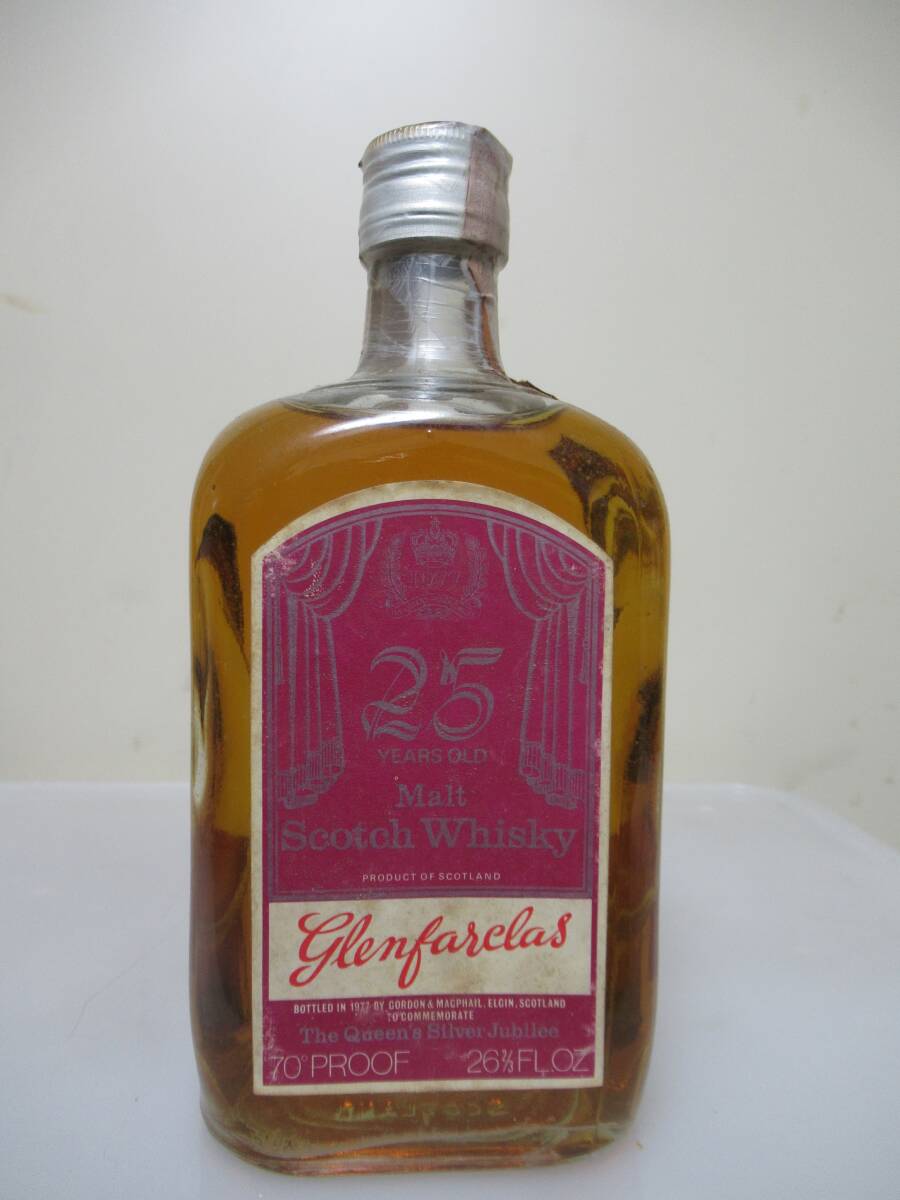 1977
25
YEARS OLD
Malt
Scotch Whisky
PRODUCT OF SCOTLAND
Glenfarclas
BOTTLED IN 1977 BY GORDON & MACPHAIL, ELGIN, SCOTLAND
TO COMMEMORATE
The Queen's Silver Jubilee
70° PROOF 26⅔ FL.OZ